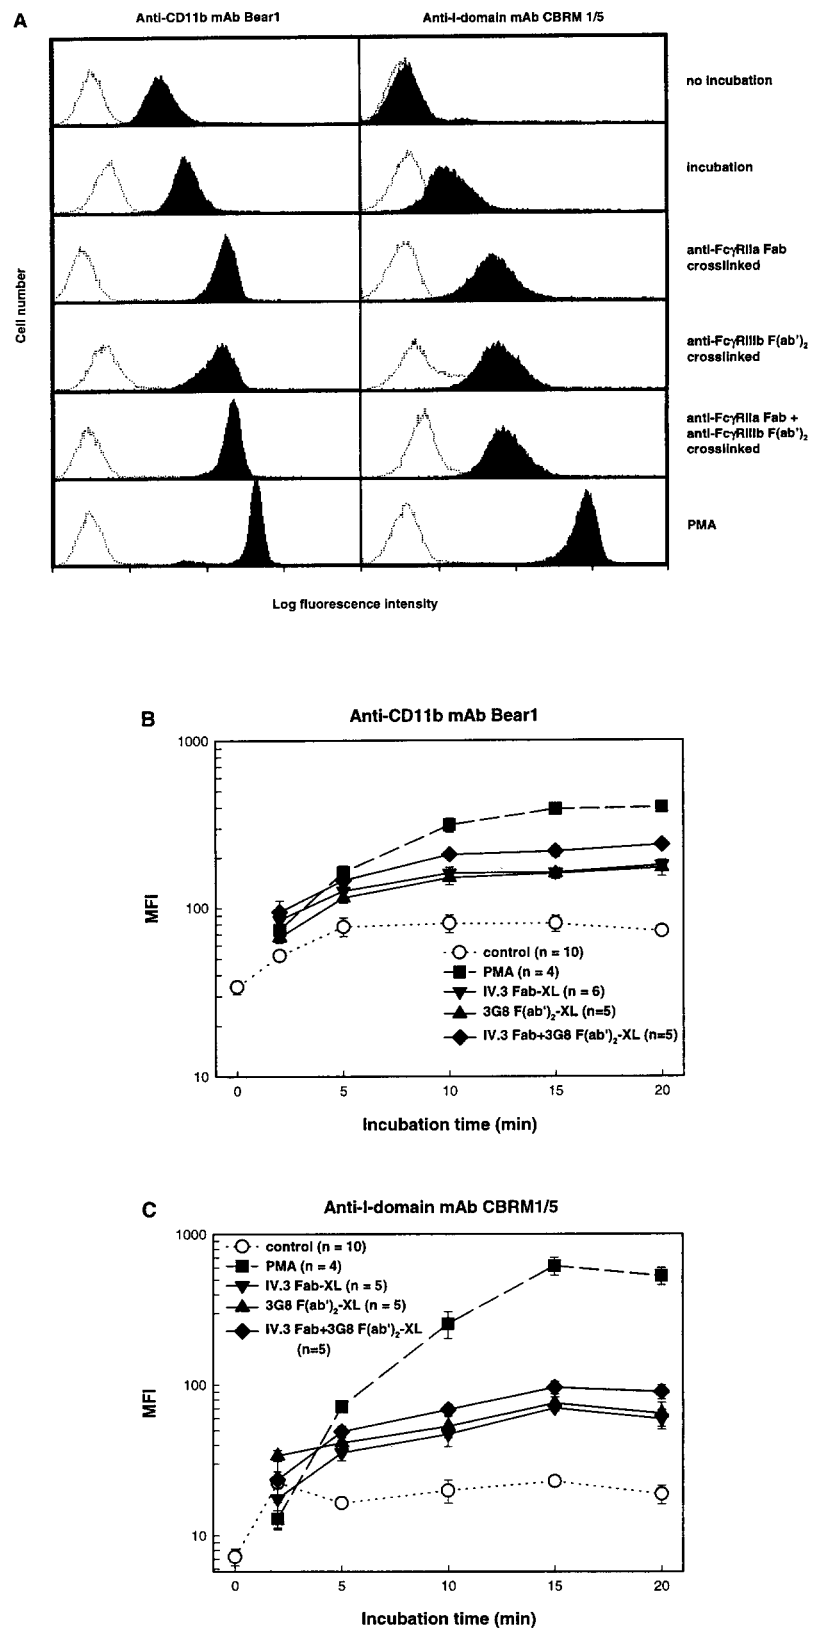 A
Anti-CD11b mAb Bear1
Anti-I-domain mAb CBRM 1/5
no incubation
incubation
anti-FcγRIIa Fab
crosslinked
anti-FcγRIIIb F(ab')₂
crosslinked
anti-FcγRIIa Fab +
anti-FcγRIIIb F(ab')₂
crosslinked
PMA
Cell number
Log fluorescence intensity
B
Anti-CD11b mAb Bear1
1000
100
10
MFI
control (n = 10)
PMA (n = 4)
IV.3 Fab-XL (n = 6)
3G8 F(ab')₂-XL (n=5)
IV.3 Fab+3G8 F(ab')₂-XL (n=5)
0 5 10 15 20
Incubation time (min)
C
Anti-I-domain mAb CBRM1/5
1000
100
10
MFI
control (n = 10)
PMA (n = 4)
IV.3 Fab-XL (n = 5)
3G8 F(ab')₂-XL (n = 5)
IV.3 Fab+3G8 F(ab')₂-XL
(n=5)
0 5 10 15 20
Incubation time (min)